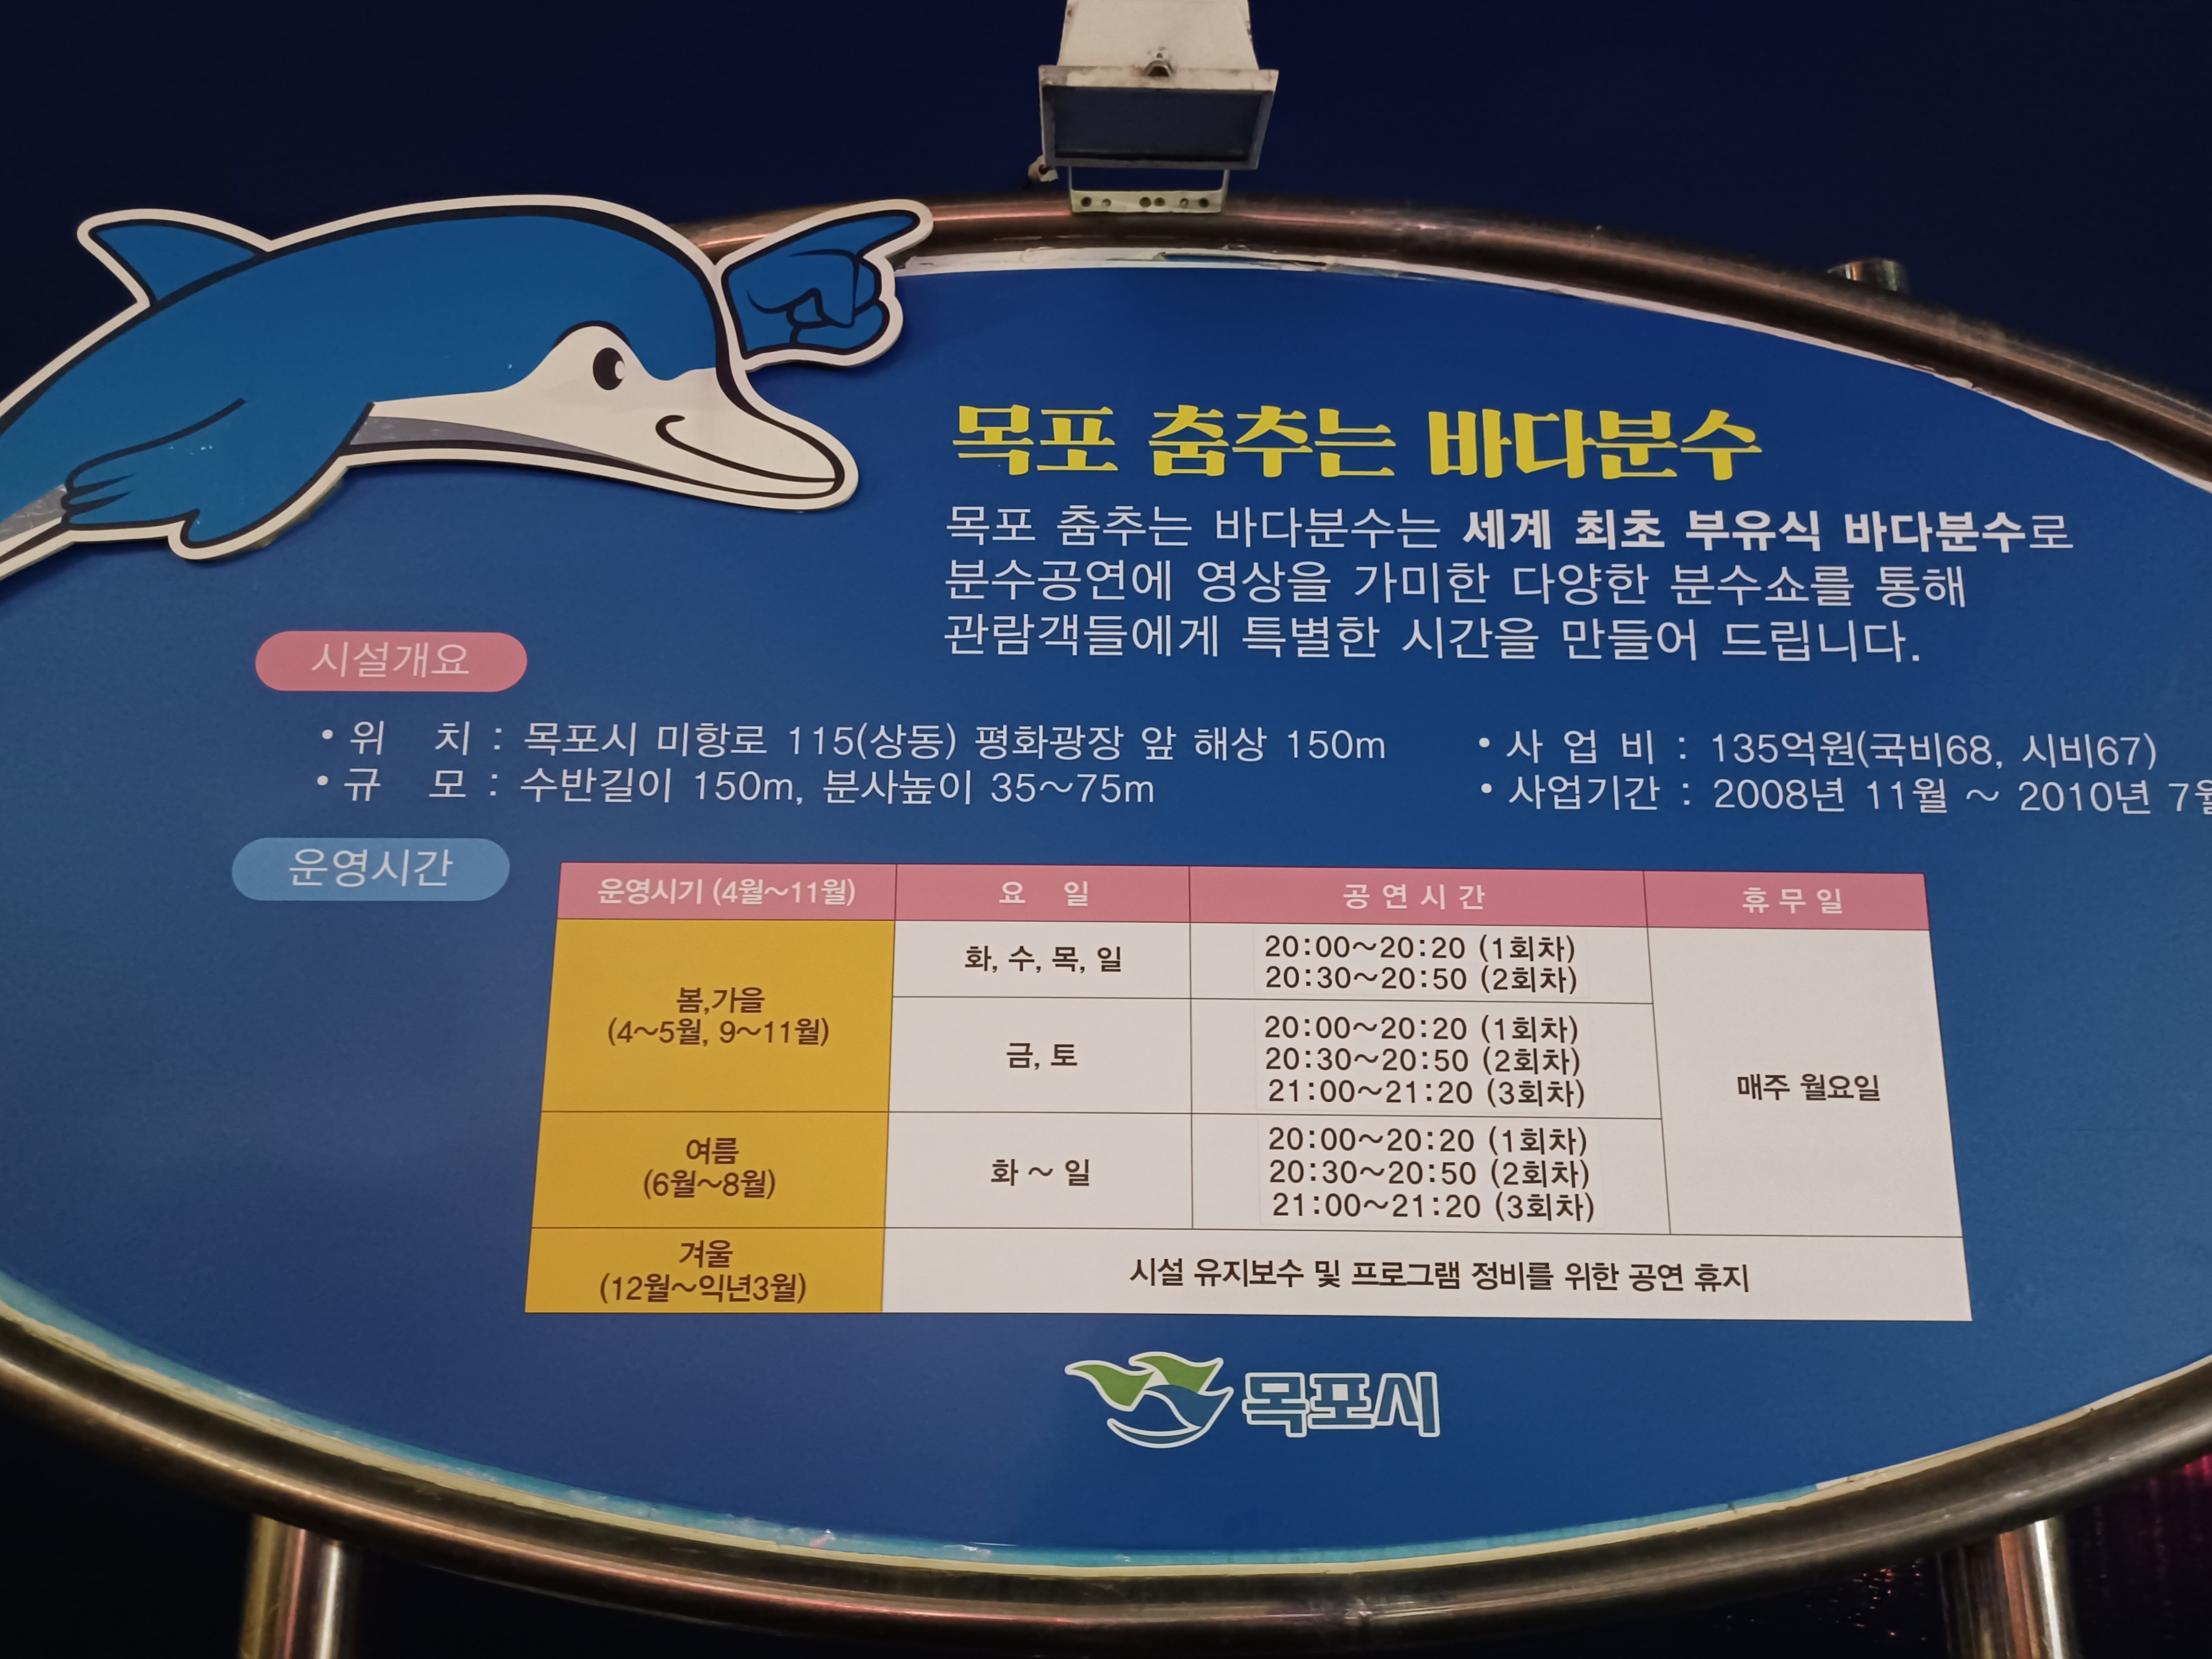 목포 춤추는 바다분수
목포 춤추는 바다분수는 세계 최초 부유식 바다분수로
분수공연에 영상을 가미한 다양한 분수쇼를 통해
관람객들에게 특별한 시간을 만들어 드립니다.
시설개요
• 위 치 : 목포시 미항로 115(상동) 평화광장 앞 해상 150m
• 규 모 : 수반길이 150m, 분사높이 35~75m
• 사 업 비 : 135억원(국비68, 시비67)
• 사업기간 : 2008년 11월 ~ 2010년 7월
운영시간
운영시기 (4월~11월) 요 일 공 연 시 간 휴 무 일
봄,가을
(4~5월, 9~11월)
화, 수, 목, 일
20:00~20:20 (1회차)
20:30~20:50 (2회차)
금, 토
20:00~20:20 (1회차)
20:30~20:50 (2회차)
21:00~21:20 (3회차)
매주 월요일
여름
(6월~8월)
화 ~ 일
20:00~20:20 (1회차)
20:30~20:50 (2회차)
21:00~21:20 (3회차)
겨울
(12월~익년3월)
시설 유지보수 및 프로그램 정비를 위한 공연 휴지
목포시